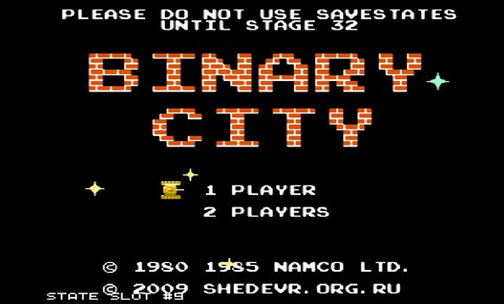 PLEASE DO NOT USE SAVESTATES
UNTIL STAGE 32
BINARY
CITY
1 PLAYER
2 PLAYERS
© 1980 1985 NAMCO LTD.
© 2009 SHEDEVR.ORG.RU
STATE SLOT #9